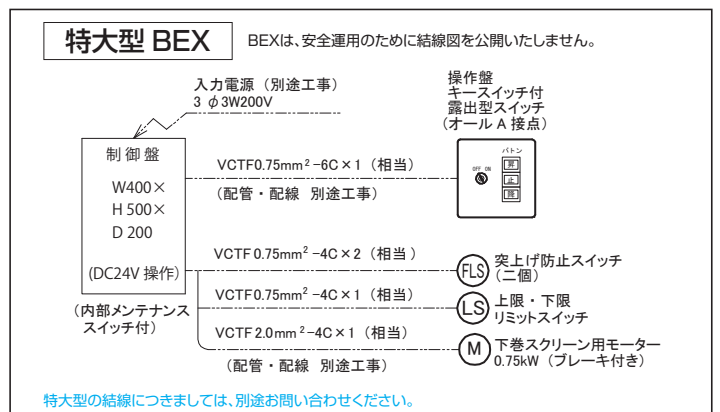 特大型 BEX
BEXは、安全運用のために結線図を公開いたしません。
入力電源（別途工事）
3 φ3W200V
操作盤
キースイッチ付
露出型スイッチ
（オール A 接点）
制 御 盤
W400×
H 500×
D 200
(DC24V 操作)
（内部メンテナンス
スイッチ付）
VCTF0.75mm²-6C×1（相当）
（配管・配線 別途工事）
バトン
OFF ON
昇
止
降
VCTF0.75mm²-4C×2（相当）
FLS
突上げ防止スイッチ
（二個）
VCTF0.75mm²-4C×1（相当）
LS
上限・下限
リミットスイッチ
VCTF2.0mm²-4C×1（相当）
M
下巻スクリーン用モーター
0.75kW（ブレーキ付き）
（配管・配線 別途工事）
特大型の結線につきましては、別途お問い合わせください。